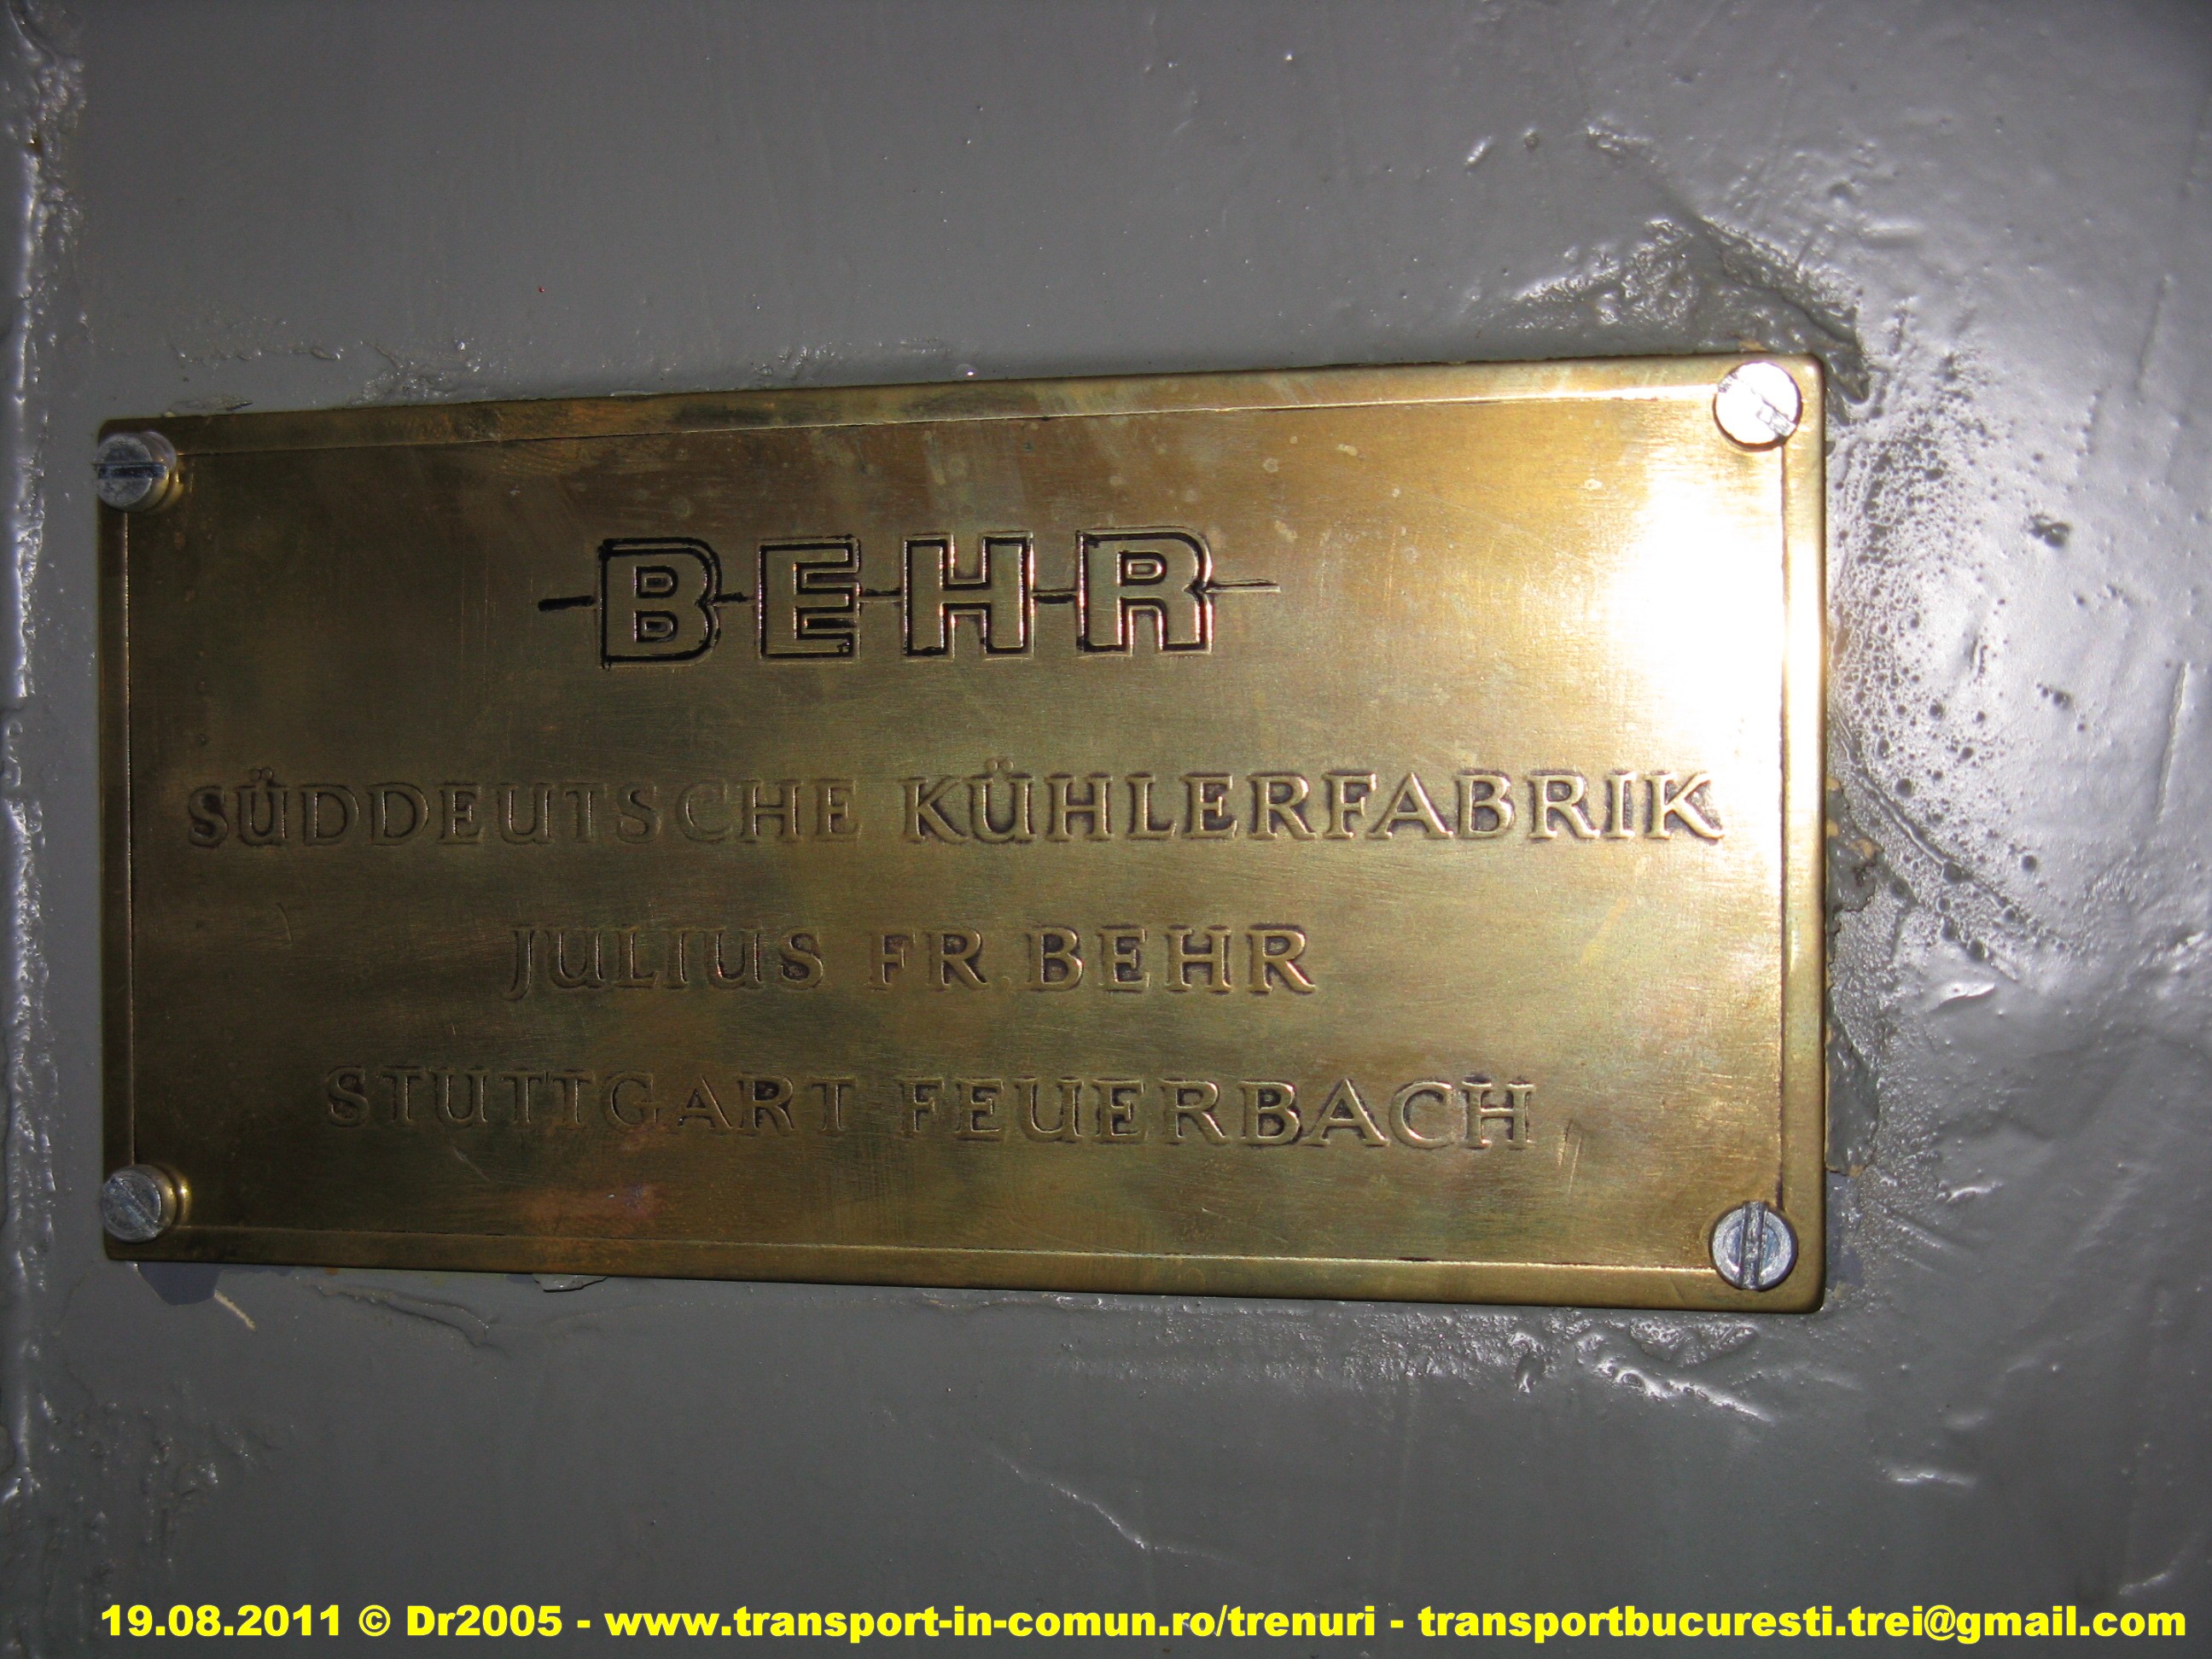 BEHR
SÜDDEUTSCHE KÜHLERFABRIK
JULIUS FR. BEHR
STUTTGART FEUERBACH
19.08.2011 © Dr2005 - www.transport-in-comun.ro/trenuri - transportbucuresti.trei@gmail.com